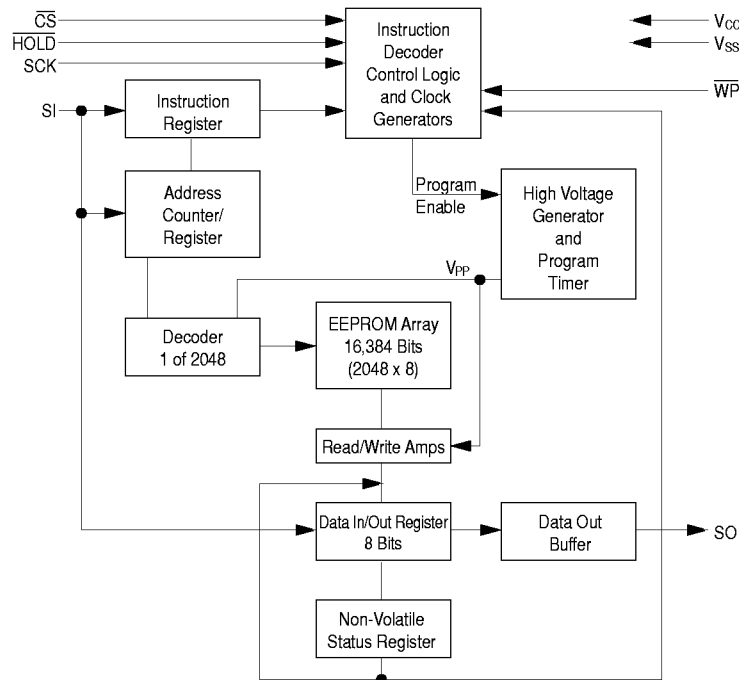 CS
HOLD
SCK
SI
Instruction
Decoder
Control Logic
and Clock
Generators
VCC
VSS
WP
Instruction
Register
Address
Counter/
Register
Program
Enable
High Voltage
Generator
and
Program
Timer
VPP
Decoder
1 of 2048
EEPROM Array
16,384 Bits
(2048 x 8)
Read/Write Amps
Data In/Out Register
8 Bits
Data Out
Buffer
SO
Non-Volatile
Status Register